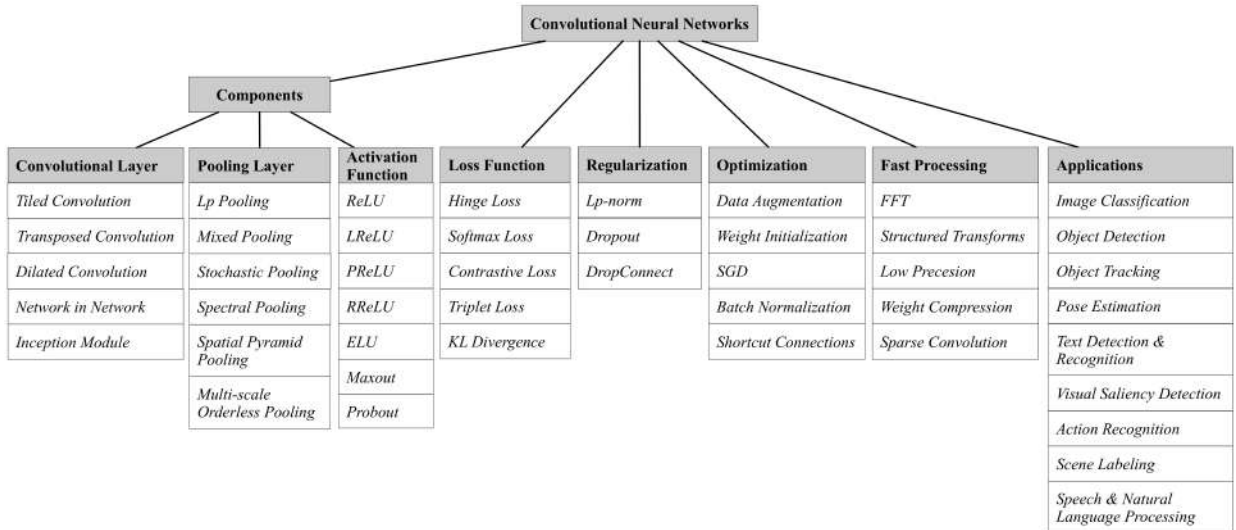 Convolutional Neural Networks
Components
Convolutional Layer
Tiled Convolution
Transposed Convolution
Dilated Convolution
Network in Network
Inception Module
Pooling Layer
Lp Pooling
Mixed Pooling
Stochastic Pooling
Spectral Pooling
Spatial Pyramid
Pooling
Multi-scale
Orderless Pooling
Activation
Function
ReLU
LReLU
PReLU
RReLU
ELU
Maxout
Probout
Loss Function
Hinge Loss
Softmax Loss
Contrastive Loss
Triplet Loss
KL Divergence
Regularization
Lp-norm
Dropout
DropConnect
Optimization
Data Augmentation
Weight Initialization
SGD
Batch Normalization
Shortcut Connections
Fast Processing
FFT
Structured Transforms
Low Precesion
Weight Compression
Sparse Convolution
Applications
Image Classification
Object Detection
Object Tracking
Pose Estimation
Text Detection &
Recognition
Visual Saliency Detection
Action Recognition
Scene Labeling
Speech & Natural
Language Processing